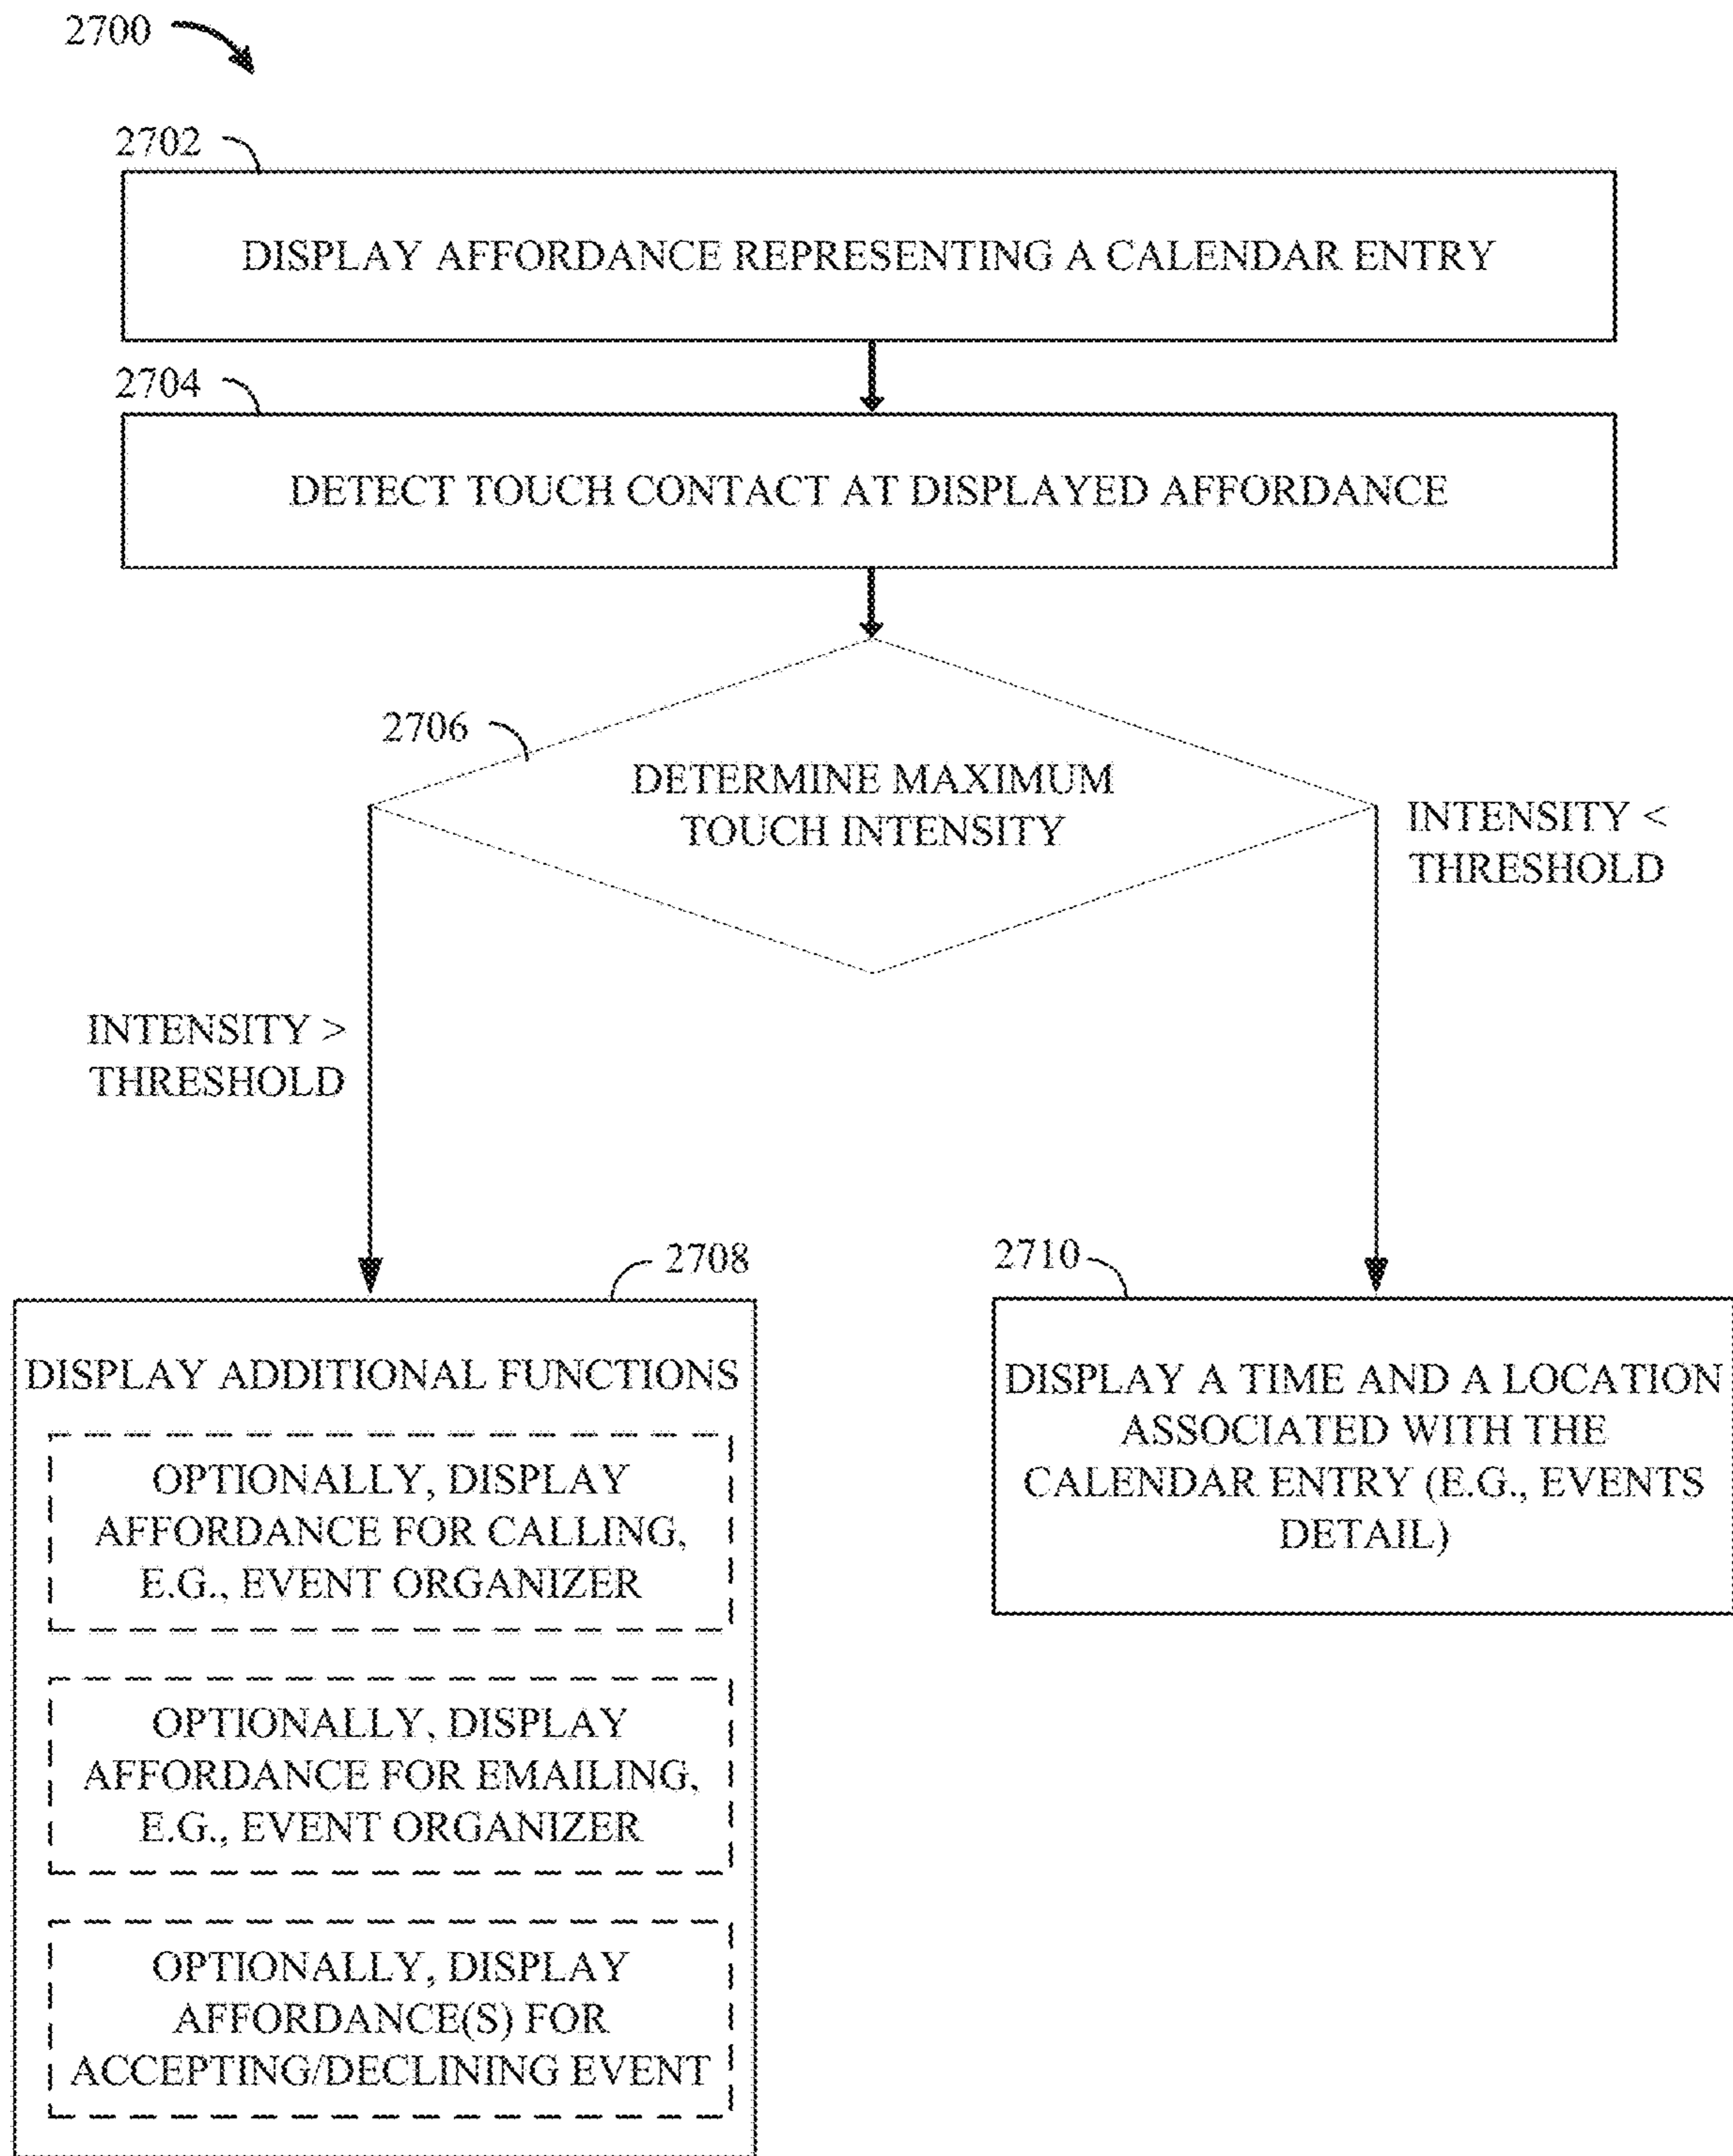 2700
2702
DISPLAY AFFORDANCE REPRESENTING A CALENDAR ENTRY
2704
DETECT TOUCH CONTACT AT DISPLAYED AFFORDANCE
2706
DETERMINE MAXIMUM
TOUCH INTENSITY
INTENSITY <
THRESHOLD
INTENSITY >
THRESHOLD
2708
DISPLAY ADDITIONAL FUNCTIONS
OPTIONALLY, DISPLAY
AFFORDANCE FOR CALLING,
E.G., EVENT ORGANIZER
OPTIONALLY, DISPLAY
AFFORDANCE FOR EMAILING,
E.G., EVENT ORGANIZER
OPTIONALLY, DISPLAY
AFFORDANCE(S) FOR
ACCEPTING/DECLINING EVENT
2710
DISPLAY A TIME AND A LOCATION
ASSOCIATED WITH THE
CALENDAR ENTRY (E.G., EVENTS
DETAIL)